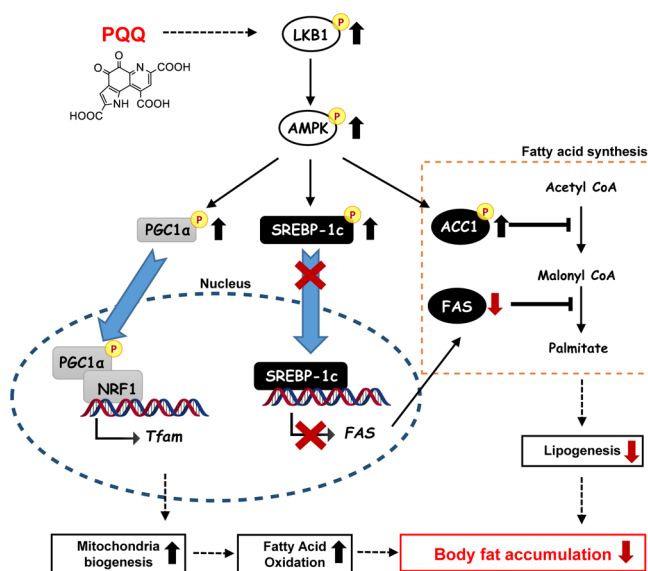 PQQ
LKB1
P
O
O
N
COOH
COOH
HOOC
NH
AMPK
P
Fatty acid synthesis
Acetyl CoA
PGC1α
P
SREBP-1c
P
ACC1
P
Nucleus
Malonyl CoA
FAS
PGC1α
P
NRF1
SREBP-1c
Palmitate
Tfam
FAS
Lipogenesis
Mitochondria
biogenesis
Fatty Acid
Oxidation
Body fat accumulation